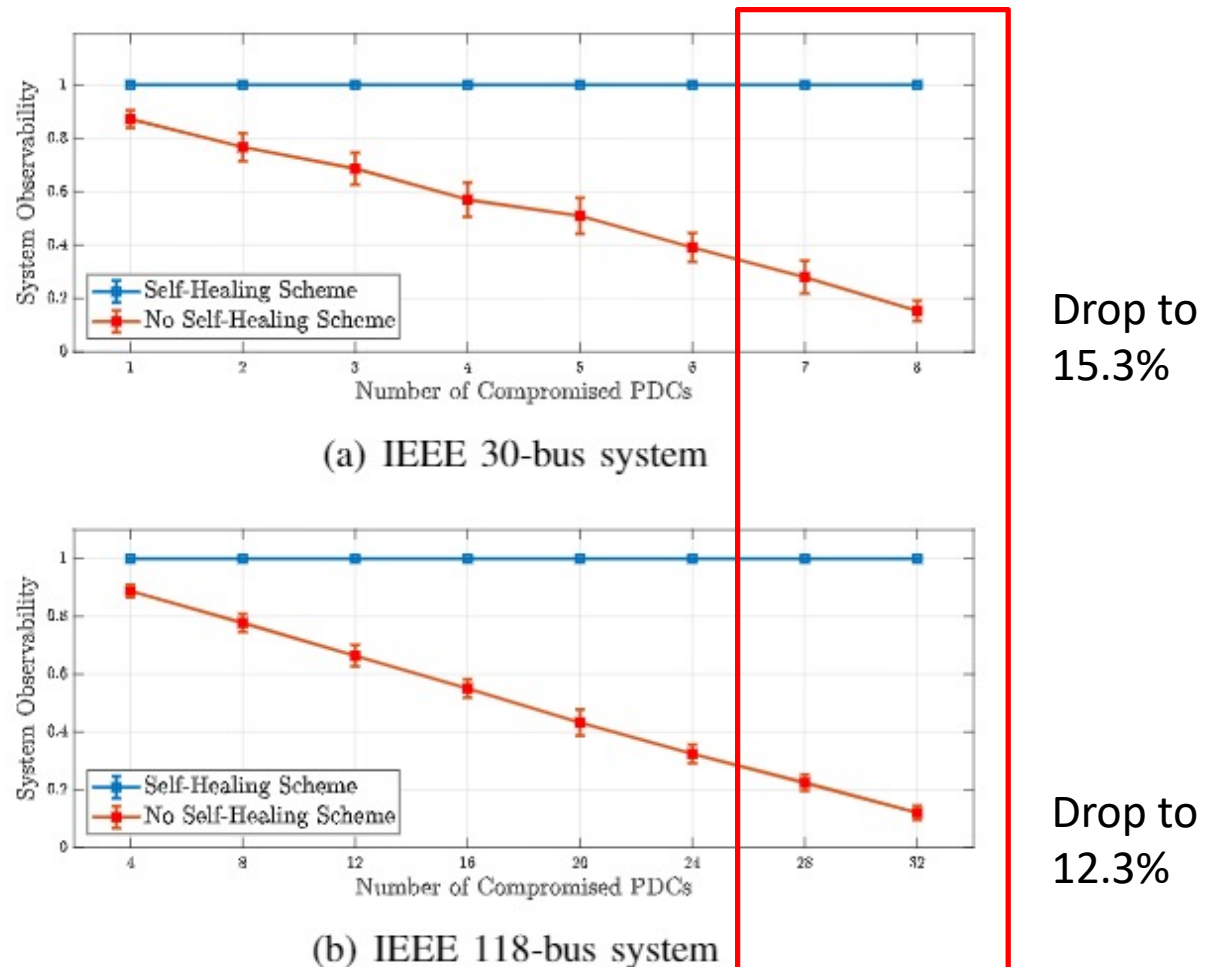 System Observability
1
0.8
0.6
0.4
0.2
0
Self-Healing Scheme
No Self-Healing Scheme
1 2 3 4 5 6 7 8
Number of Compromised PDCs
(a) IEEE 30-bus system
Drop to
15.3%
System Observability
1
0.8
0.6
0.4
0.2
0
Self-Healing Scheme
No Self-Healing Scheme
4 8 12 16 20 24 28 32
Number of Compromised PDCs
(b) IEEE 118-bus system
Drop to
12.3%